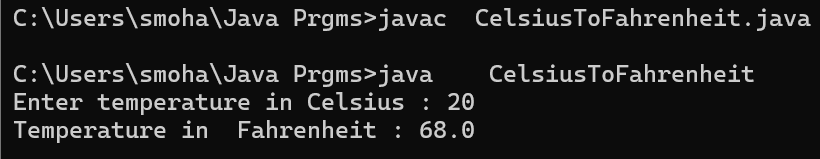 C:\Users\smoha\Java Prgms>javac  CelsiusToFahrenheit.java
C:\Users\smoha\Java Prgms>java    CelsiusToFahrenheit
Enter temperature in Celsius : 20
Temperature in  Fahrenheit : 68.0